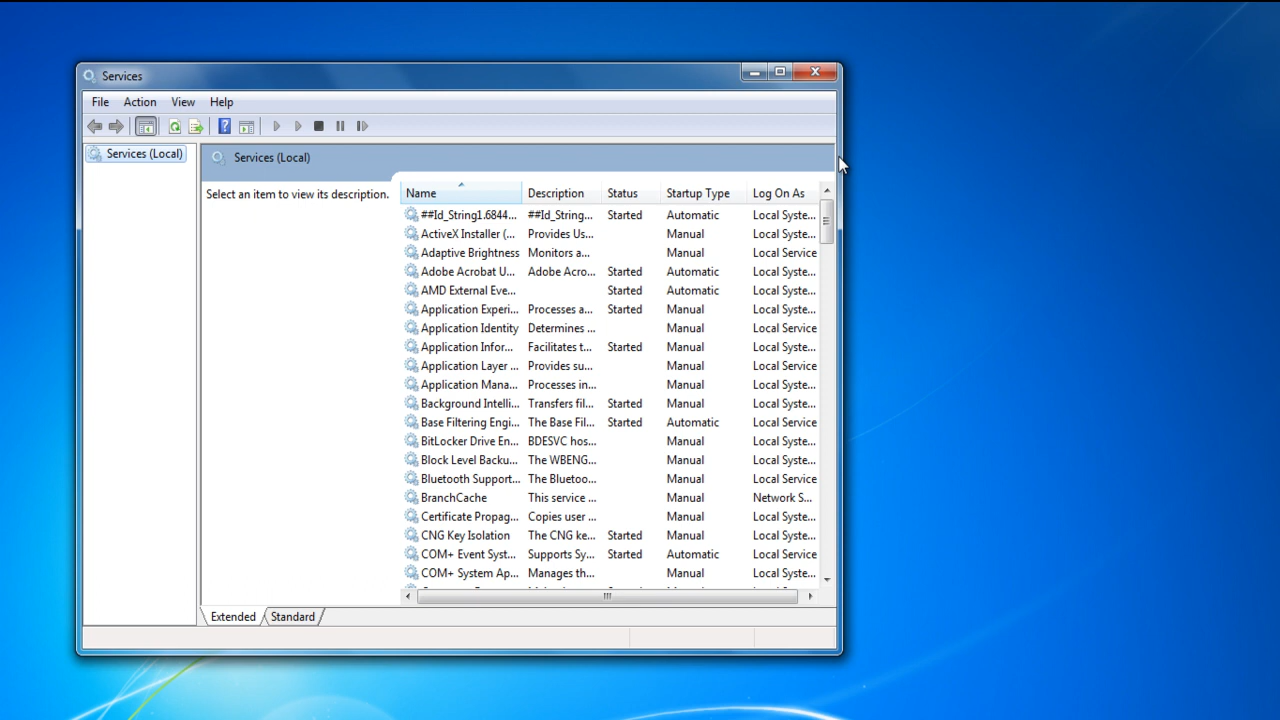 Services
File Action View Help
Services (Local)
Services (Local)
Select an item to view its description.
Name Description Status Startup Type Log On As
##Id_String1.6844... ##Id_String... Started Automatic Local Syste...
ActiveX Installer (... Provides Us... Manual Local Syste...
Adaptive Brightness Monitors a... Manual Local Service
Adobe Acrobat U... Adobe Acro... Started Automatic Local Syste...
AMD External Eve... Started Automatic Local Syste...
Application Experi... Processes a... Started Manual Local Syste...
Application Identity Determines ... Manual Local Service
Application Infor... Facilitates t... Started Manual Local Syste...
Application Layer ... Provides su... Manual Local Service
Application Mana... Processes in... Manual Local Syste...
Background Intelli... Transfers fil... Started Manual Local Syste...
Base Filtering Engi... The Base Fil... Started Automatic Local Service
BitLocker Drive En... BDESVC hos... Manual Local Syste...
Block Level Backu... The WBENG... Manual Local Syste...
Bluetooth Support... The Bluetoo... Manual Local Service
BranchCache This service ... Manual Network S...
Certificate Propag... Copies user ... Manual Local Syste...
CNG Key Isolation The CNG ke... Started Manual Local Syste...
COM+ Event Syst... Supports Sy... Started Automatic Local Service
COM+ System Ap... Manages th... Manual Local Syste...
Extended Standard